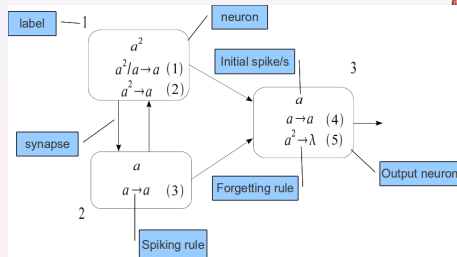 label
1
neuron
a²
a²/a→a (1)
a²→a (2)
Initial spike/s
3
a
a→a (4)
a²→λ (5)
synapse
a
a→a (3)
2
Forgetting rule
Output neuron
Spiking rule